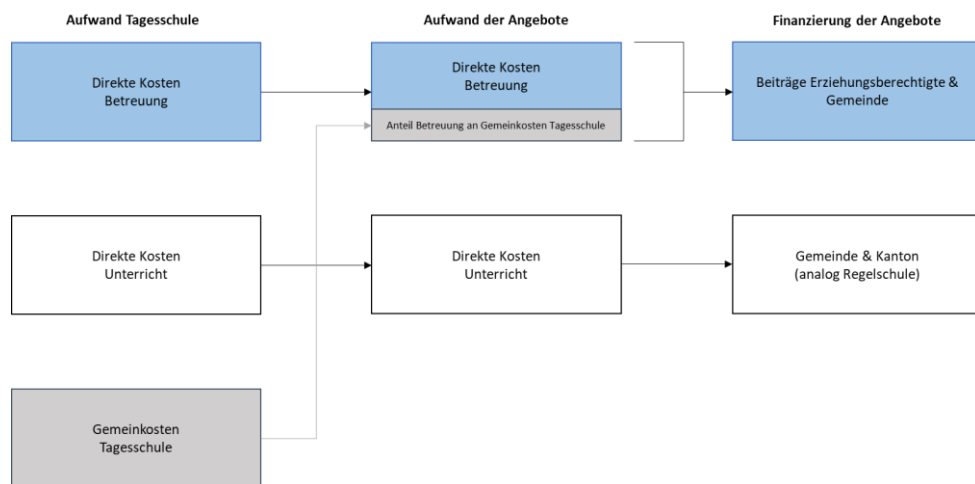 Aufwand Tagesschule
Aufwand der Angebote
Finanzierung der Angebote
Direkte Kosten
Betreuung
Direkte Kosten
Betreuung
Anteil Betreuung an Gemeinkosten Tagesschule
Beiträge Erziehungsberechtigte &
Gemeinde
Direkte Kosten
Unterricht
Direkte Kosten
Unterricht
Gemeinde & Kanton
(analog Regelschule)
Gemeinkosten
Tagesschule